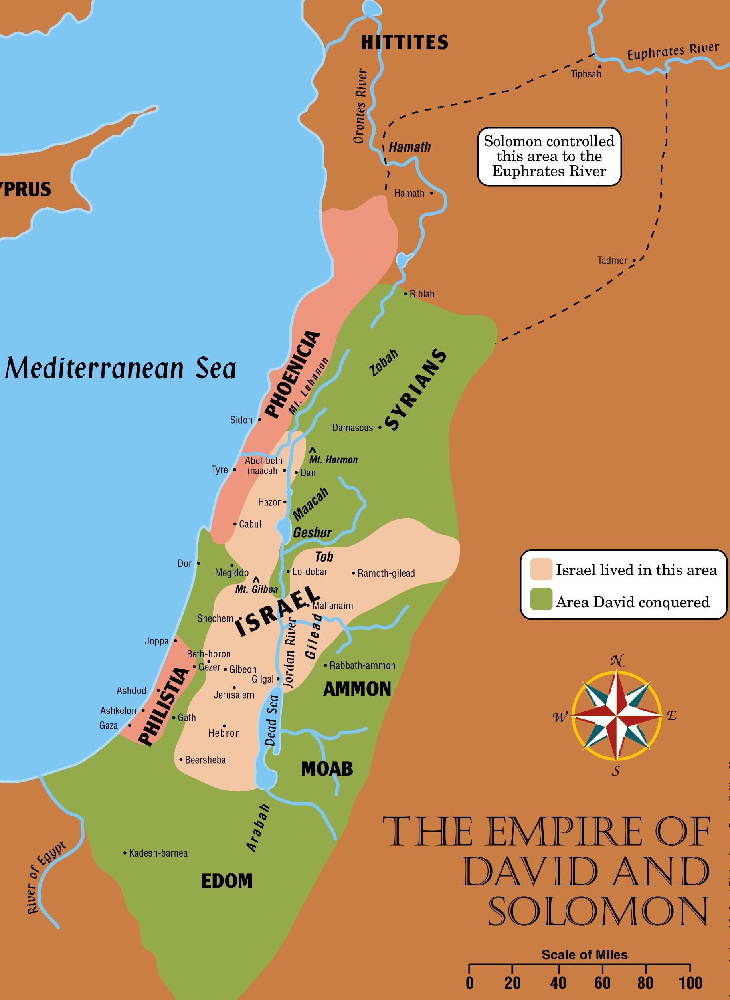 HITTITES
Euphrates River
Tiphsah
Orontes River
Solomon controlled
this area to the
Euphrates River
Hamath
YPRUS
Hamath
Tadmor
Riblah
Mediterranean Sea
PHOENICIA
Mt. Lebanon
Zobah
SYRIANS
Sidon
Damascus
Mt. Hermon
Abel-beth-
maacah
Tyre
Dan
Maacah
Hazor
Cabul
Geshur
Tob
Dor
Megiddo
Lo-debar
Ramoth-gilead
Israel lived in this area
Area David conquered
Mt. Gilboa
ISRAEL
Mahanaim
Shechem
Jordan River
Gilead
Joppa
Beth-horon
Gezer
Gibeon
Rabbath-ammon
Gilgal
AMMON
Ashdod
Jerusalem
PHILISTIA
Dead Sea
Ashkelon
Gath
Gaza
Hebron
Beersheba
MOAB
N
W
E
S
Arabah
River of Egypt
Kadesh-barnea
EDOM
THE EMPIRE OF
DAVID AND
SOLOMON
Scale of Miles
0 20 40 60 80 100